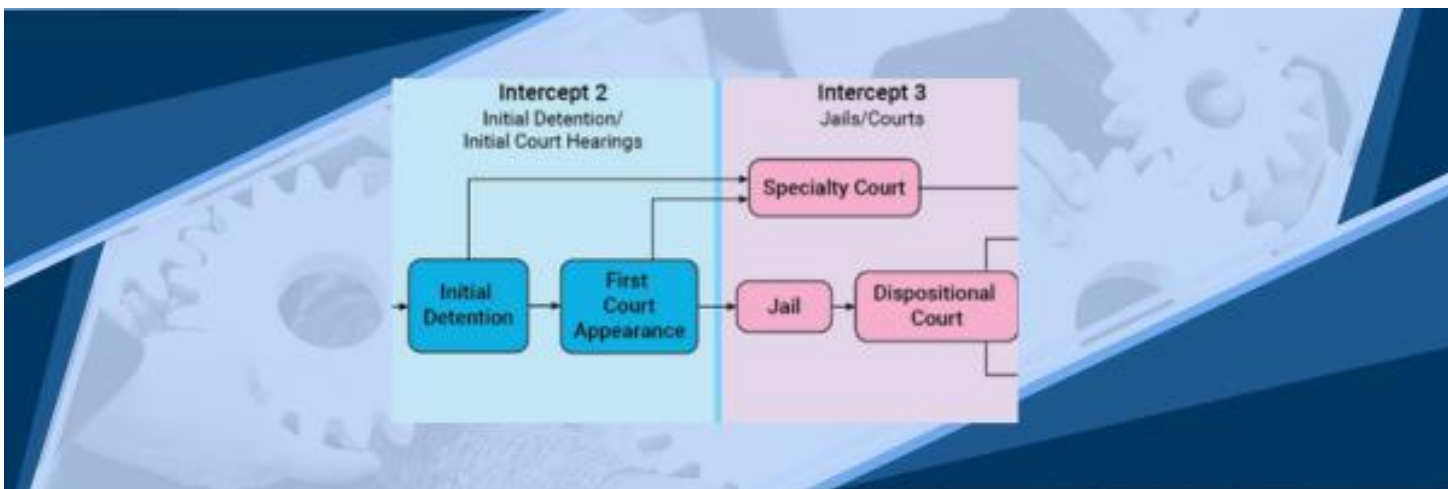 Intercept 2
Initial Detention/
Initial Court Hearings
Initial
Detention
First
Court
Appearance
Intercept 3
Jails/Courts
Specialty Court
Jail
Dispositional
Court